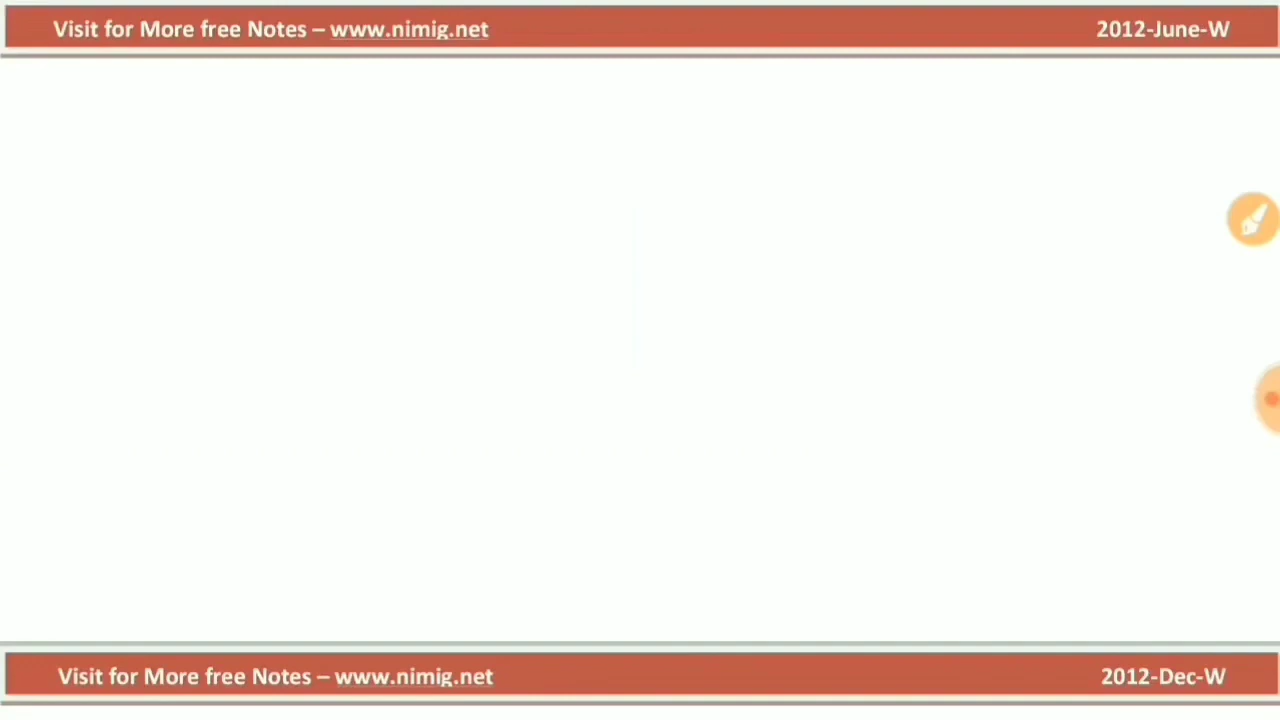 Visit for More free Notes – www.nimig.net 2012-June-W
Visit for More free Notes – www.nimig.net 2012-Dec-W